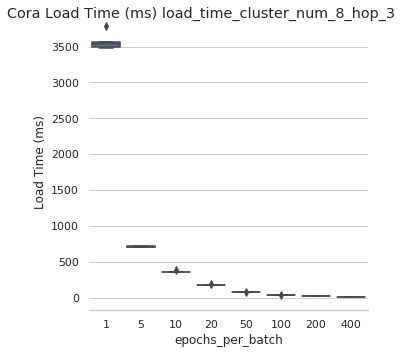 Cora Load Time (ms) load_time_cluster_num_8_hop_3
Load Time (ms)
3500
3000
2500
2000
1500
1000
500
0
1 5 10 20 50 100 200 400
epochs_per_batch